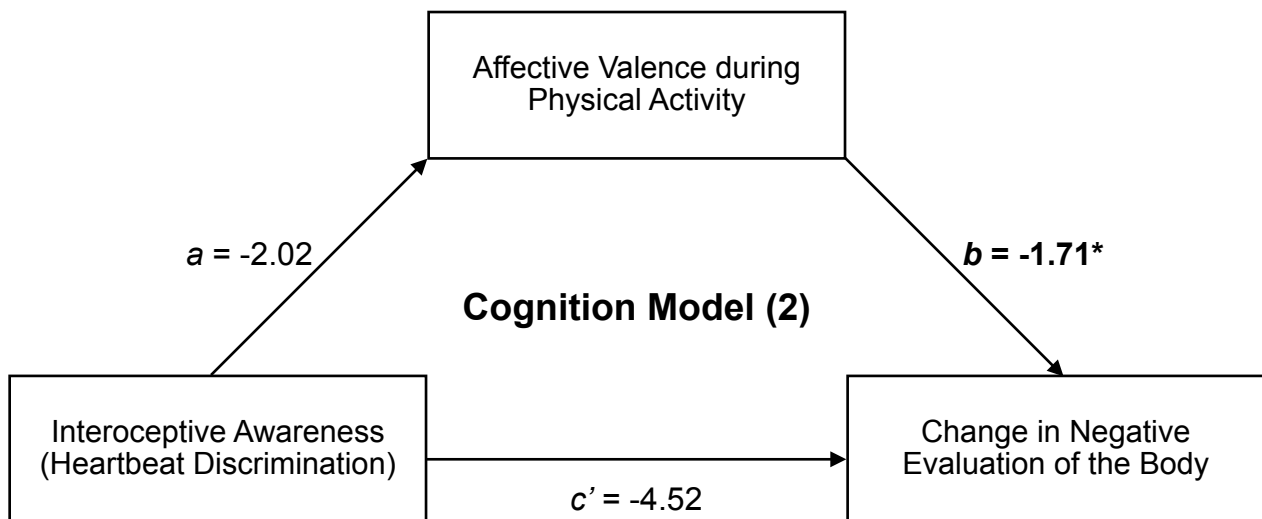 Affective Valence during
Physical Activity
a = -2.02
b = -1.71*
Cognition Model (2)
Interoceptive Awareness
(Heartbeat Discrimination)
Change in Negative
Evaluation of the Body
c’ = -4.52